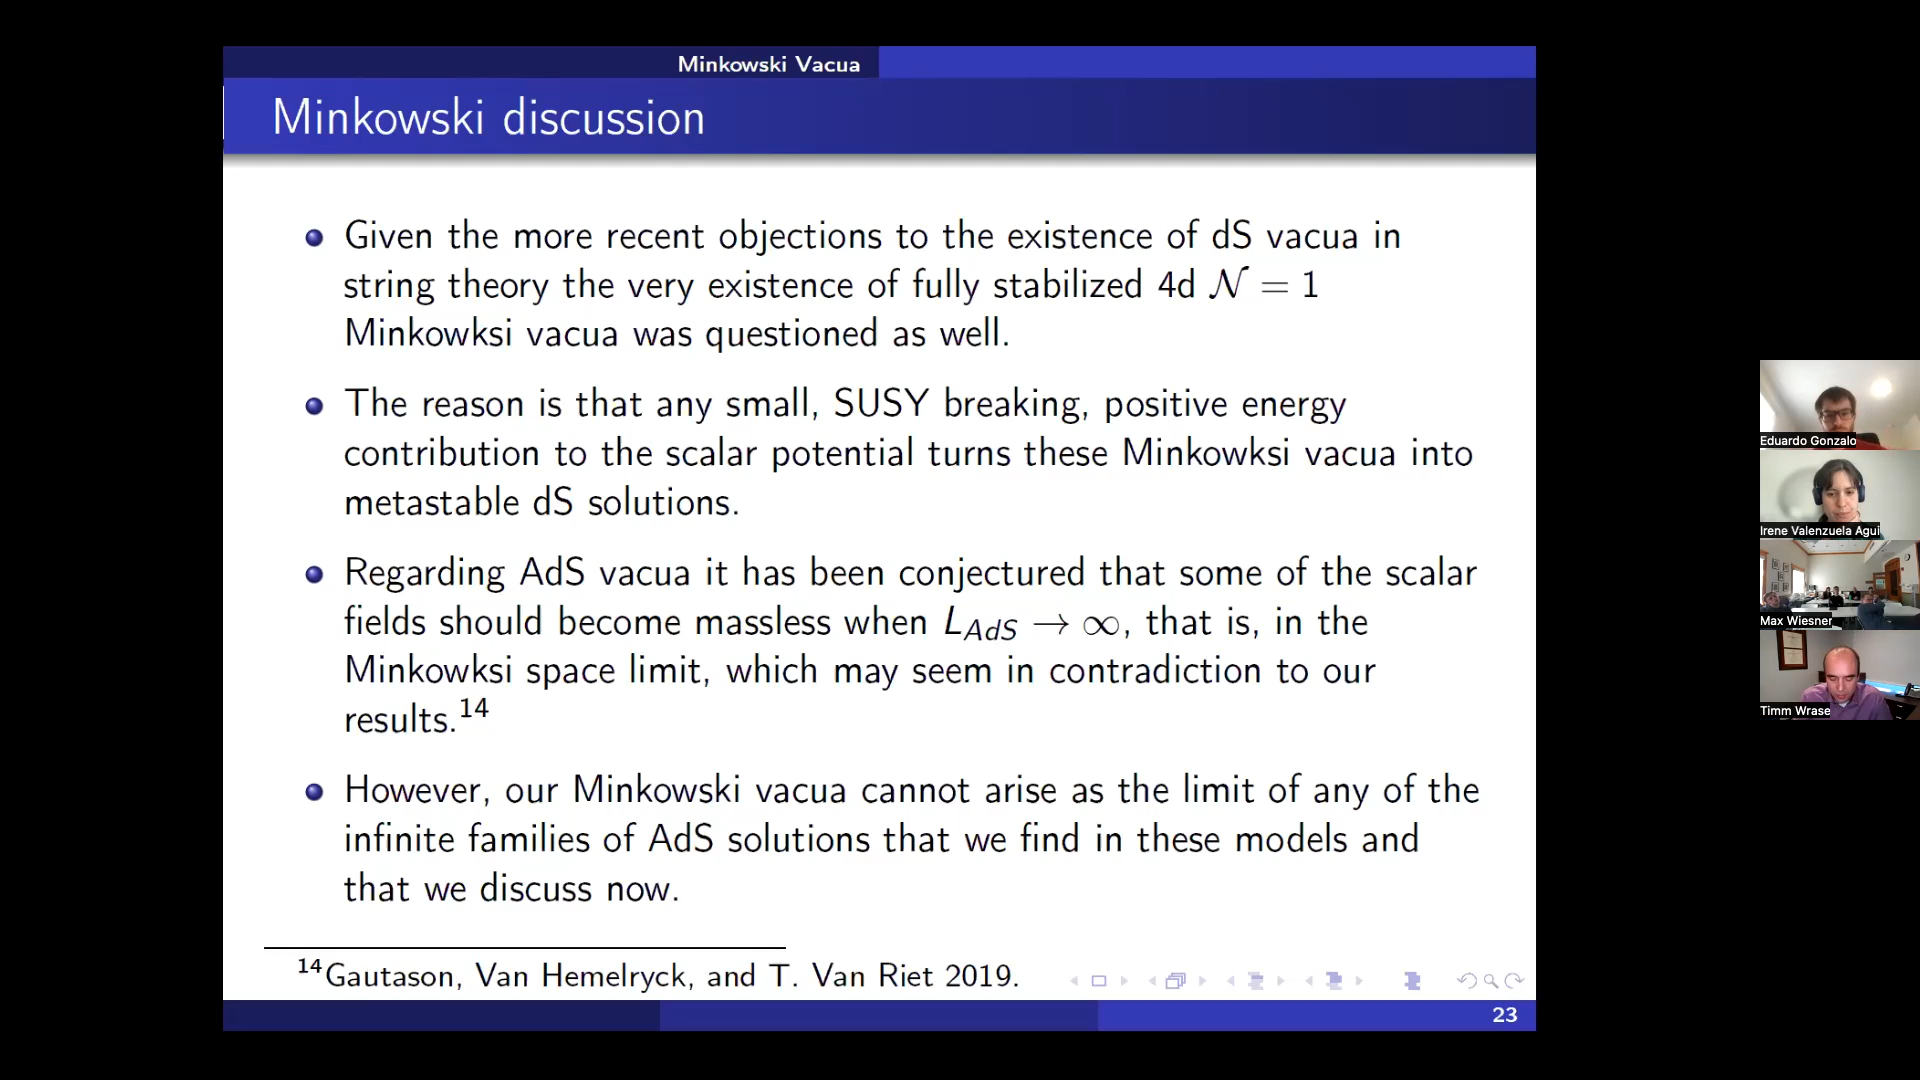 Minkowski Vacua
Minkowski discussion
Given the more recent objections to the existence of dS vacua in
string theory the very existence of fully stabilized 4d 𝒩 = 1
Minkowksi vacua was questioned as well.
The reason is that any small, SUSY breaking, positive energy
contribution to the scalar potential turns these Minkowksi vacua into
metastable dS solutions.
Regarding AdS vacua it has been conjectured that some of the scalar
fields should become massless when L_AdS → ∞, that is, in the
Minkowksi space limit, which may seem in contradiction to our
results.¹⁴
However, our Minkowski vacua cannot arise as the limit of any of the
infinite families of AdS solutions that we find in these models and
that we discuss now.
¹⁴Gautason, Van Hemelryck, and T. Van Riet 2019.
23
Eduardo Gonzalo
Irene Valenzuela Agui
Max Wiesner
Timm Wrase